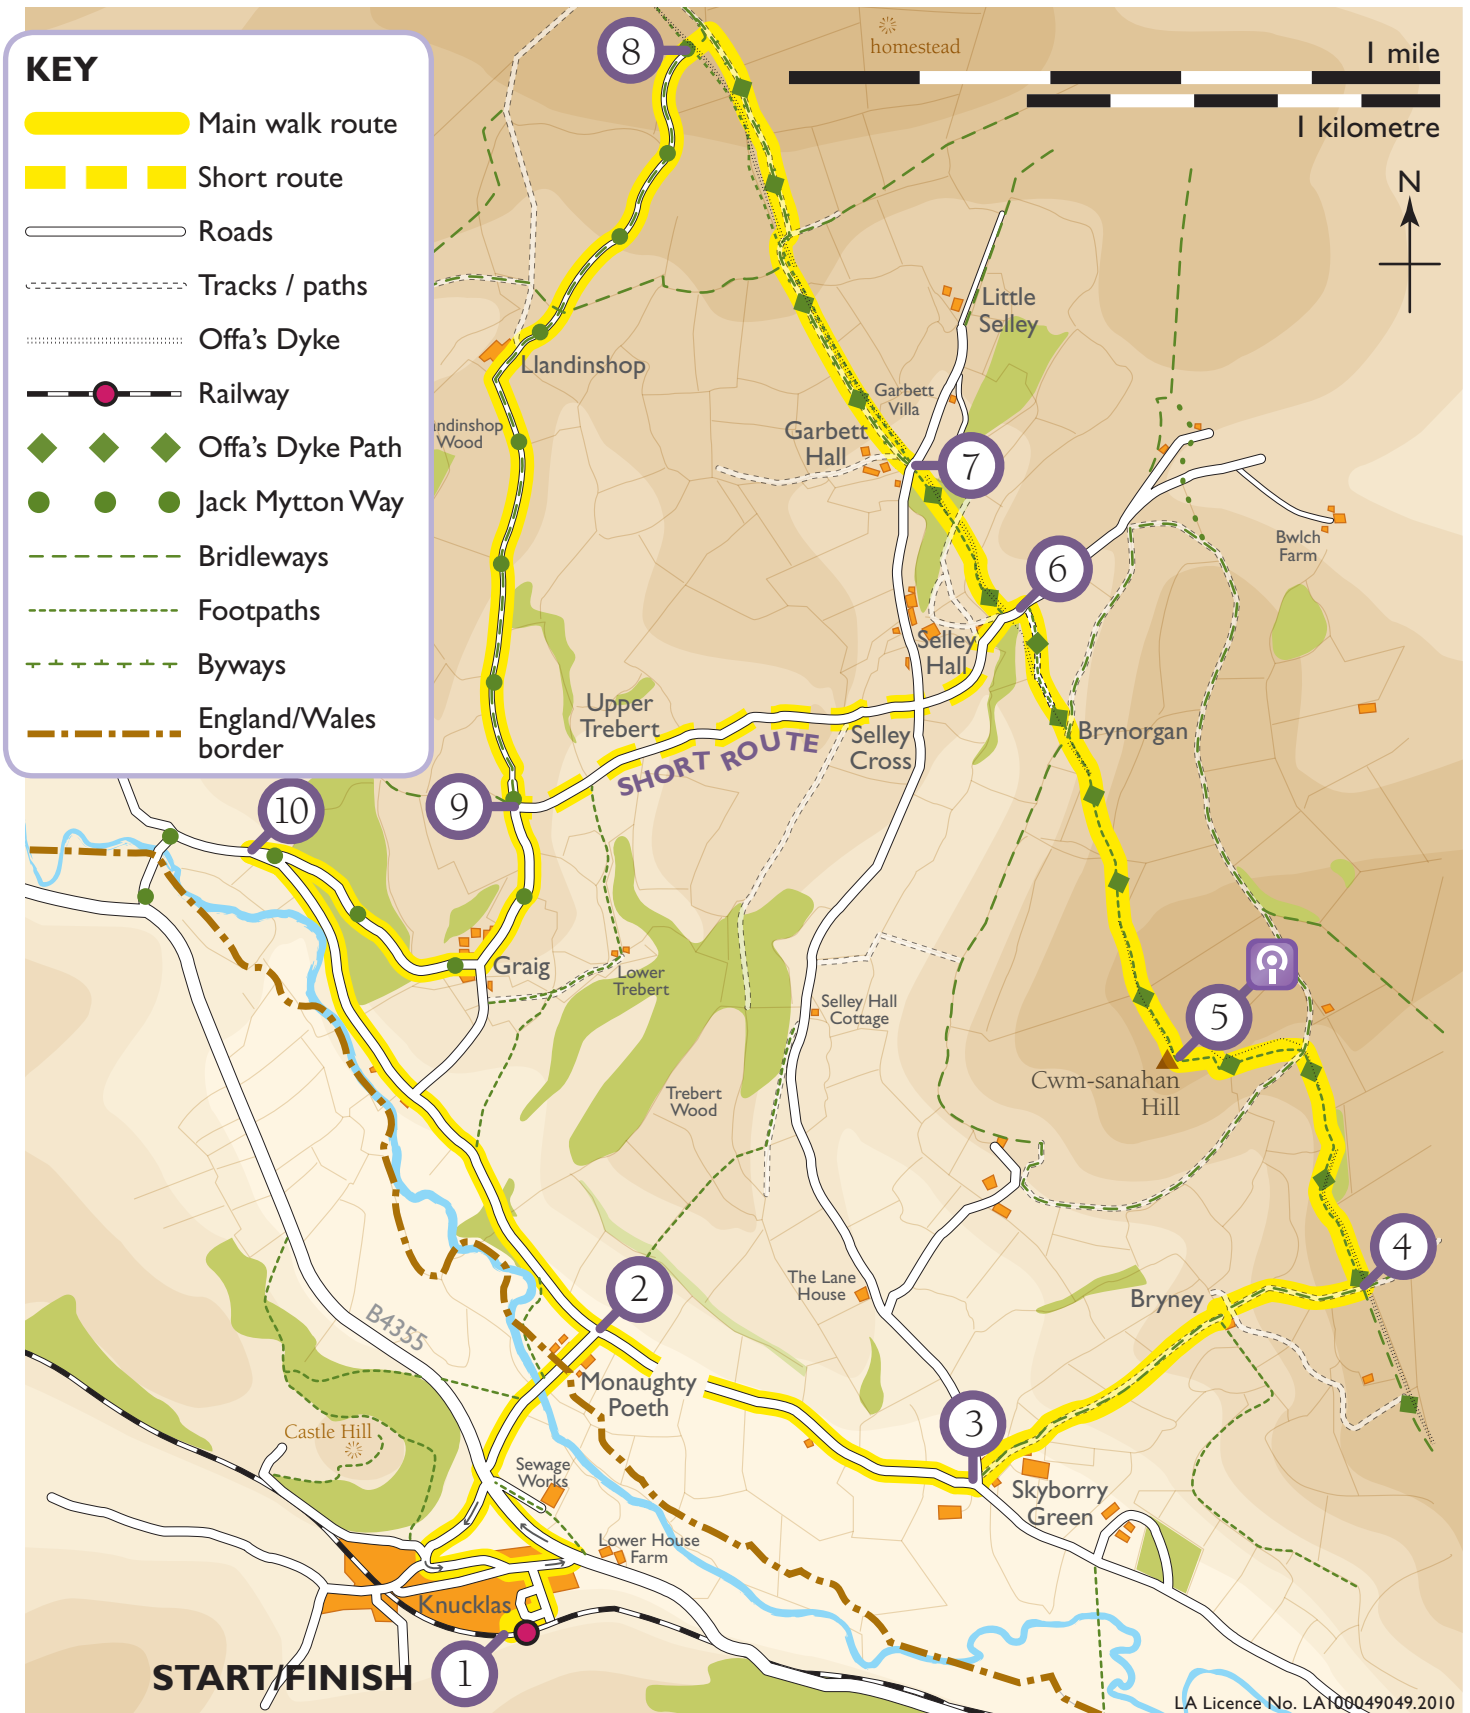 KEY
Main walk route
Short route
Roads
Tracks / paths
Offa's Dyke
Railway
Offa's Dyke Path
Jack Mytton Way
Bridleways
Footpaths
Byways
England/Wales
border
8
homestead
1 mile
1 kilometre
N
Little
Selley
Llandinshop
andinshop
Wood
Garbett
Villa
Garbett
Hall
7
6
Bwlch
Farm
Selley
Hall
Upper
Trebert
SHORT ROUTE
Selley
Cross
Brynorgan
10
9
Graig
Lower
Trebert
Selley Hall
Cottage
5
Cwm-sanahan
Hill
Trebert
Wood
4
2
The Lane
House
Bryney
B4355
Monaughty
Poeth
3
Castle Hill
Sewage
Works
Skyborry
Green
Lower House
Farm
Knucklas
1
START/FINISH
LA Licence No. LA100049049.2010